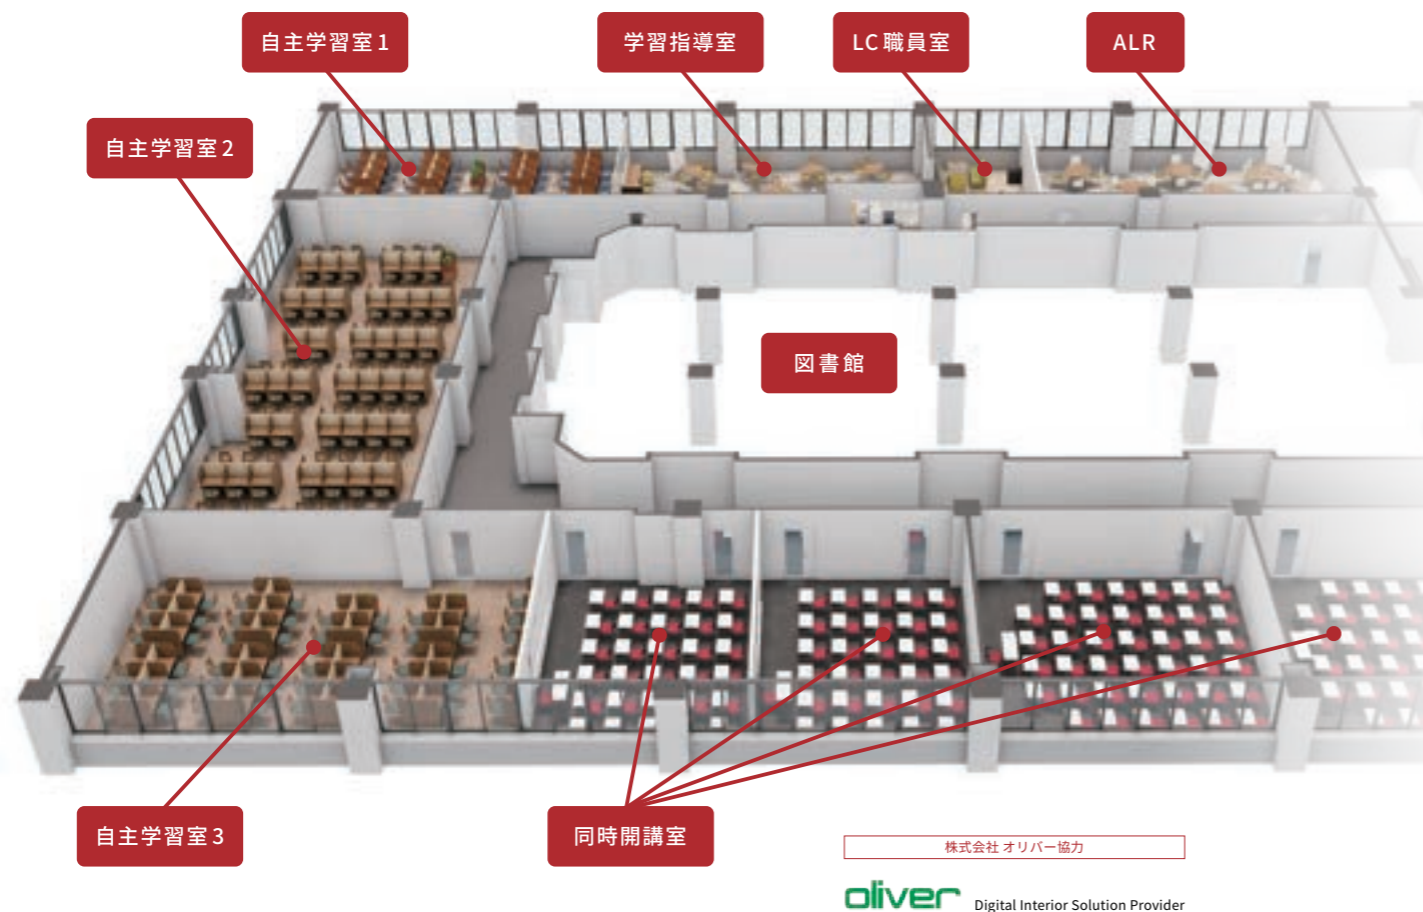 自主学習室1
学習指導室
LC職員室
ALR
自主学習室2
図書館
自主学習室3
同時開講室
株式会社 オリバー協力
oliver
Digital Interior Solution Provider